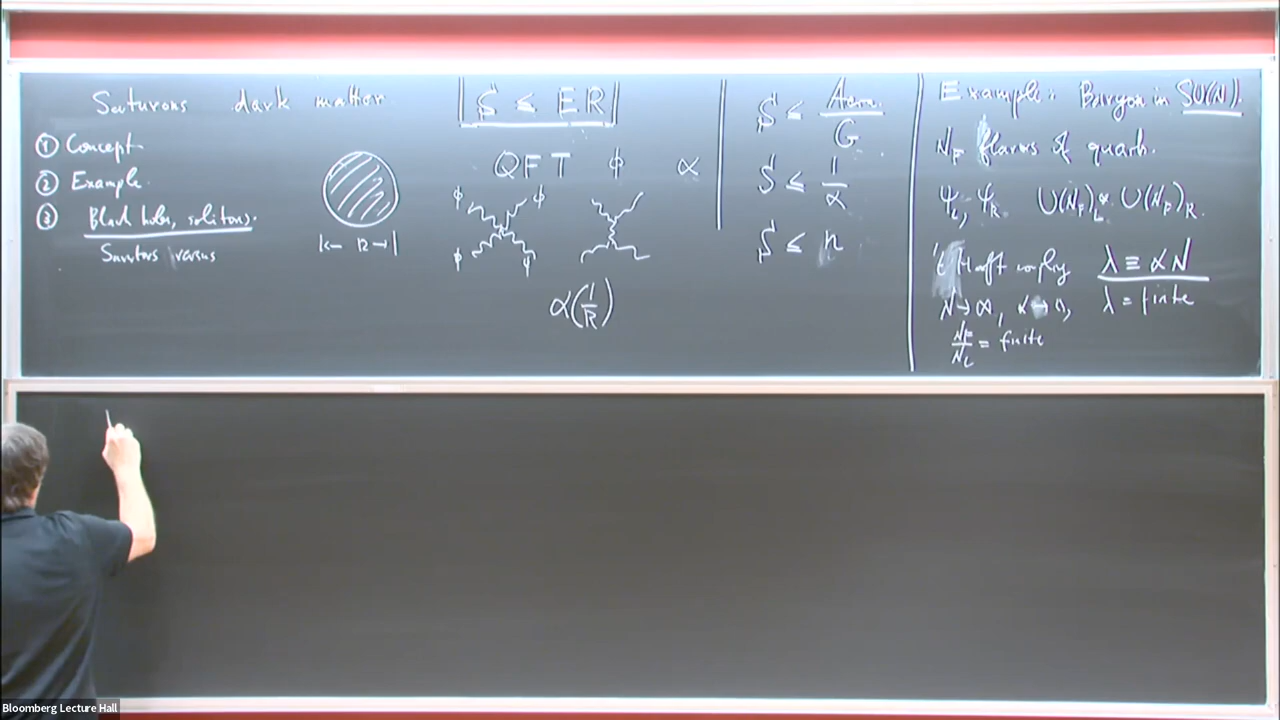 Saturons dark matter
① Concept
② Example.
③ Black holes, solitons.
Saturons versus
|← R →|
S ≤ ER
QFT ϕ α
ϕ ϕ
ϕ ϕ
α(1/R)
S ≤ Area/G
S ≤ 1/α
S ≤ n
Example: Baryon in SU(N).
N_F flavors of quark.
ψ_L, ψ_R U(N_F)_L × U(N_F)_R.
't Hooft λ ≡ αN
N→∞, α→0, λ = finite
N_F/N_C = finite
Bloomberg Lecture Hall